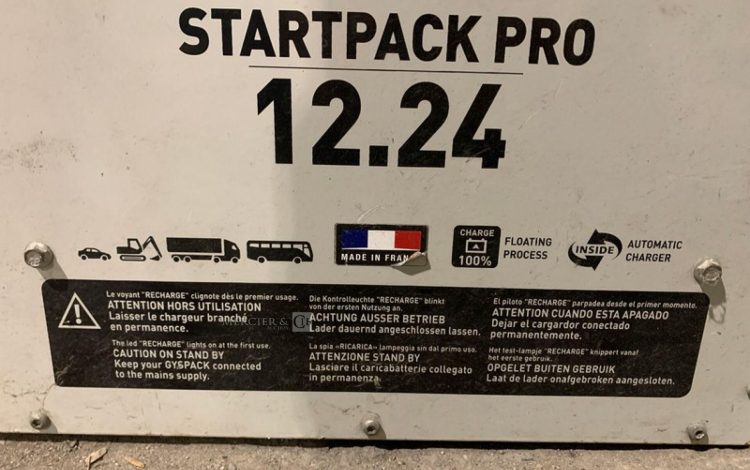 STARTPACK PRO
12.24
MADE IN FRANCE
CHARGE
100%
FLOATING
PROCESS
INSIDE
AUTOMATIC
CHARGER
Le voyant "RECHARGE" clignote dès le premier usage.
ATTENTION HORS UTILISATION
Laisser le chargeur branché
en permanence.
The led "RECHARGE" lights on at the first use.
CAUTION ON STAND BY
Keep your GYSPACK connected
to the mains supply.
Die Kontrolleuchte "RECHARGE" blinkt
von der ersten Nutzung an.
ACHTUNG AUSSER BETRIEB
Lader dauernd angeschlossen lassen.
La spia «RICARICA» lampeggia sin dal primo uso.
ATTENZIONE STAND BY
Lasciare il caricabatterie collegato
in permanenza.
El piloto "RECHARGE" parpadea desde el primer momento.
ATTENTION CUANDO ESTA APAGADO
Dejar el cargardor conectado
permanentemente.
Het test-lampje "RECHARGE" knippert vanaf
het eerste gebruik.
OPGELET BUITEN GEBRUIK
Laat de lader onafgebroken aangesloten.